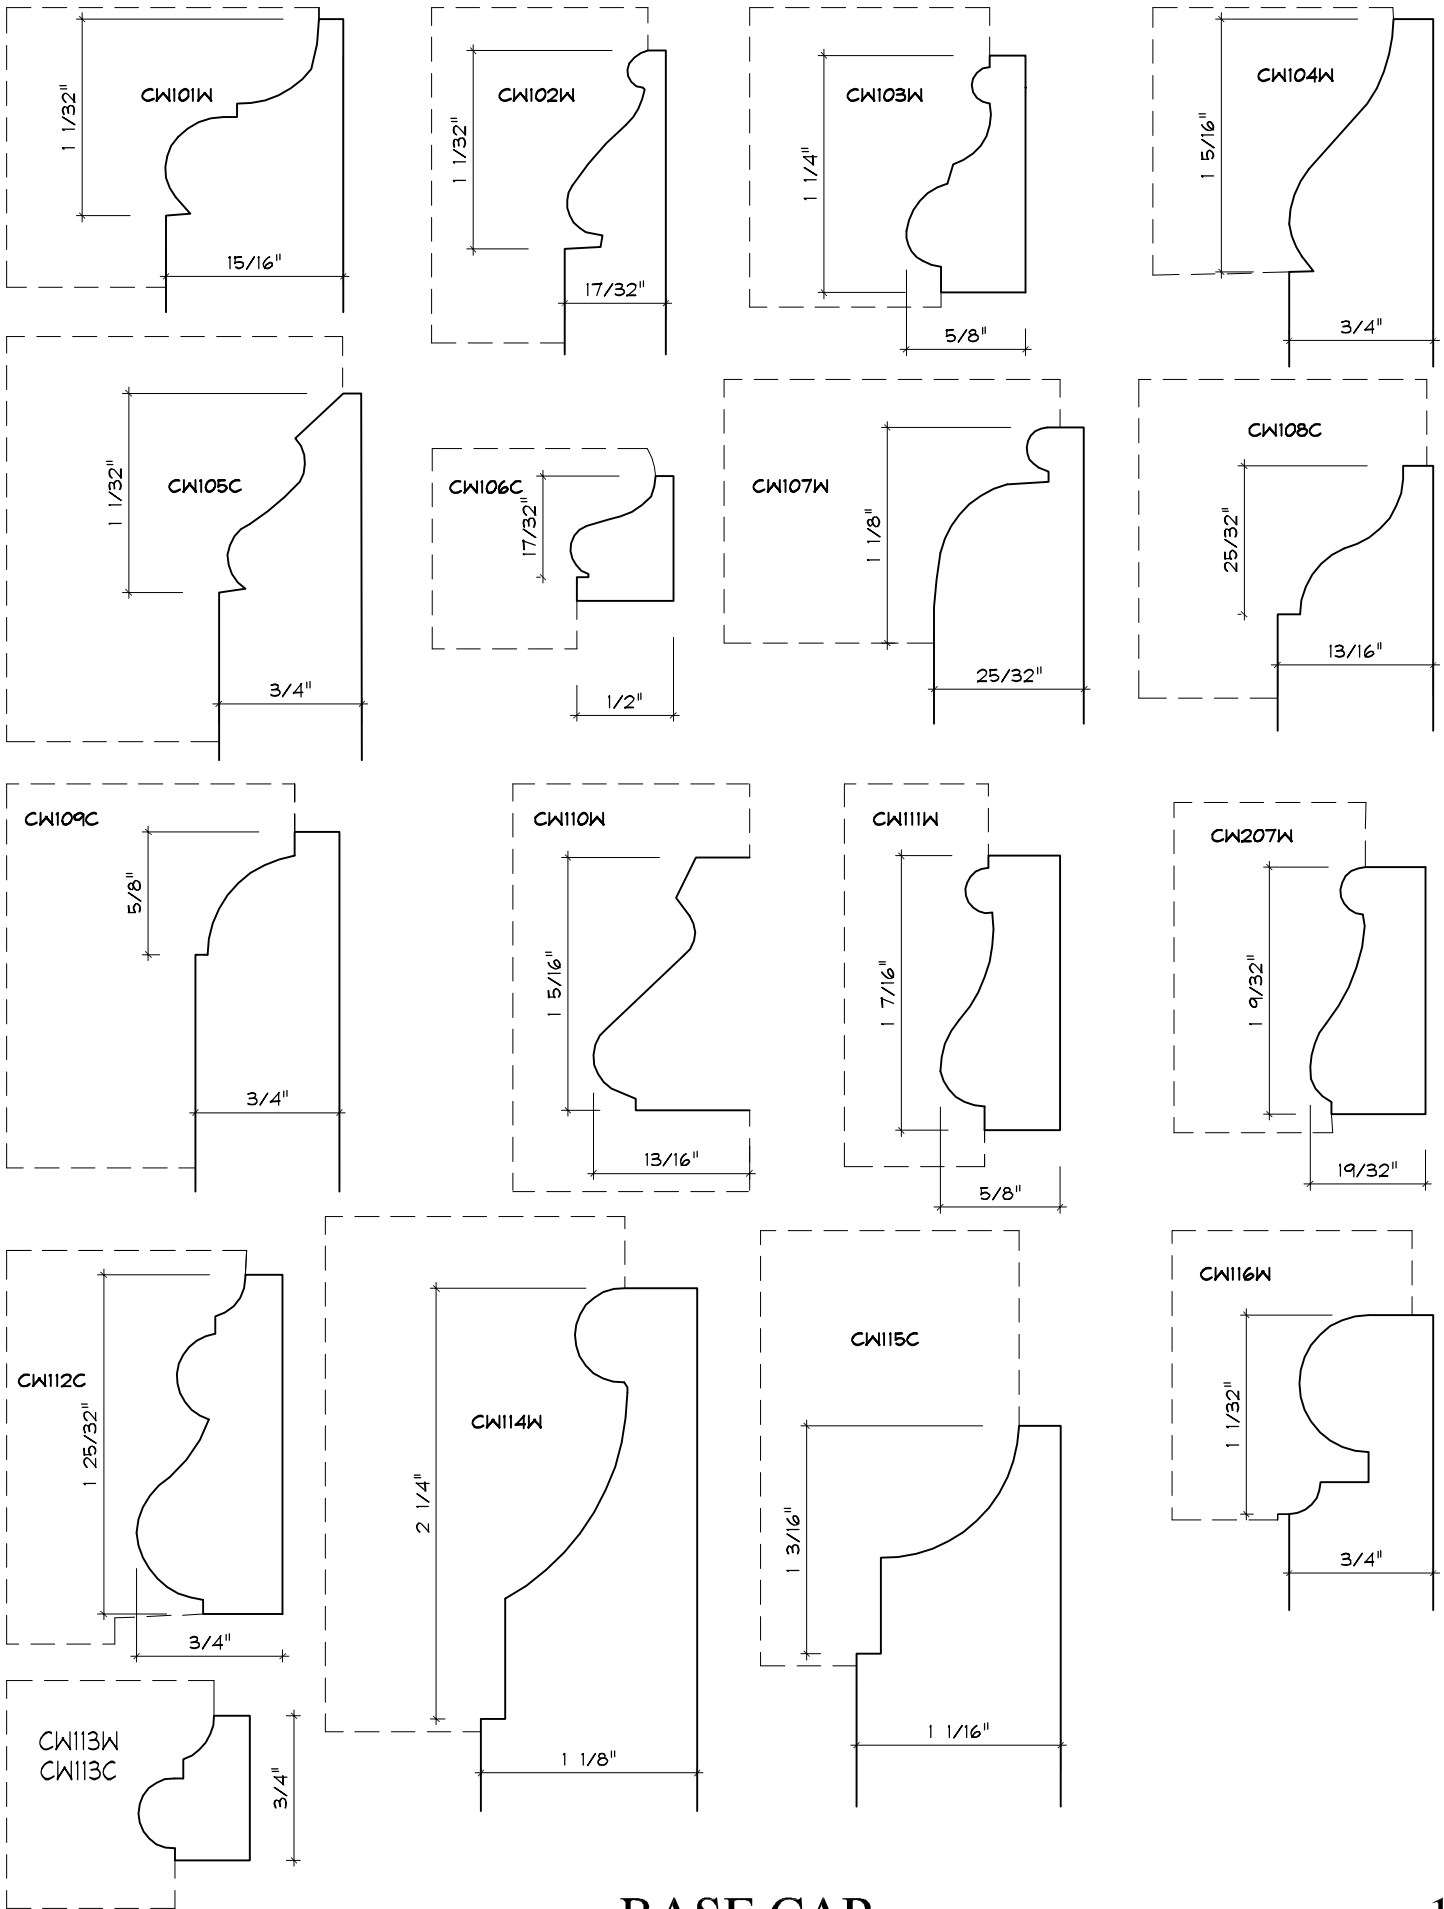 CW101W
1 1/32"
15/16"
CW102W
1 1/32"
17/32"
CW103W
1 1/4"
5/8"
CW104W
1 5/16"
3/4"
CW105C
1 1/32"
3/4"
CW106C
17/32"
1/2"
CW107W
1 1/8"
25/32"
CW108C
25/32"
13/16"
CW109C
5/8"
3/4"
CW110W
1 5/16"
13/16"
CW111W
1 7/16"
5/8"
CW207W
1 9/32"
19/32"
CW112C
1 25/32"
3/4"
CW114W
2 1/4"
1 1/8"
CW115C
1 3/16"
1 1/16"
CW116W
1 1/32"
3/4"
CW113W
CW113C
3/4"
BASE CAP